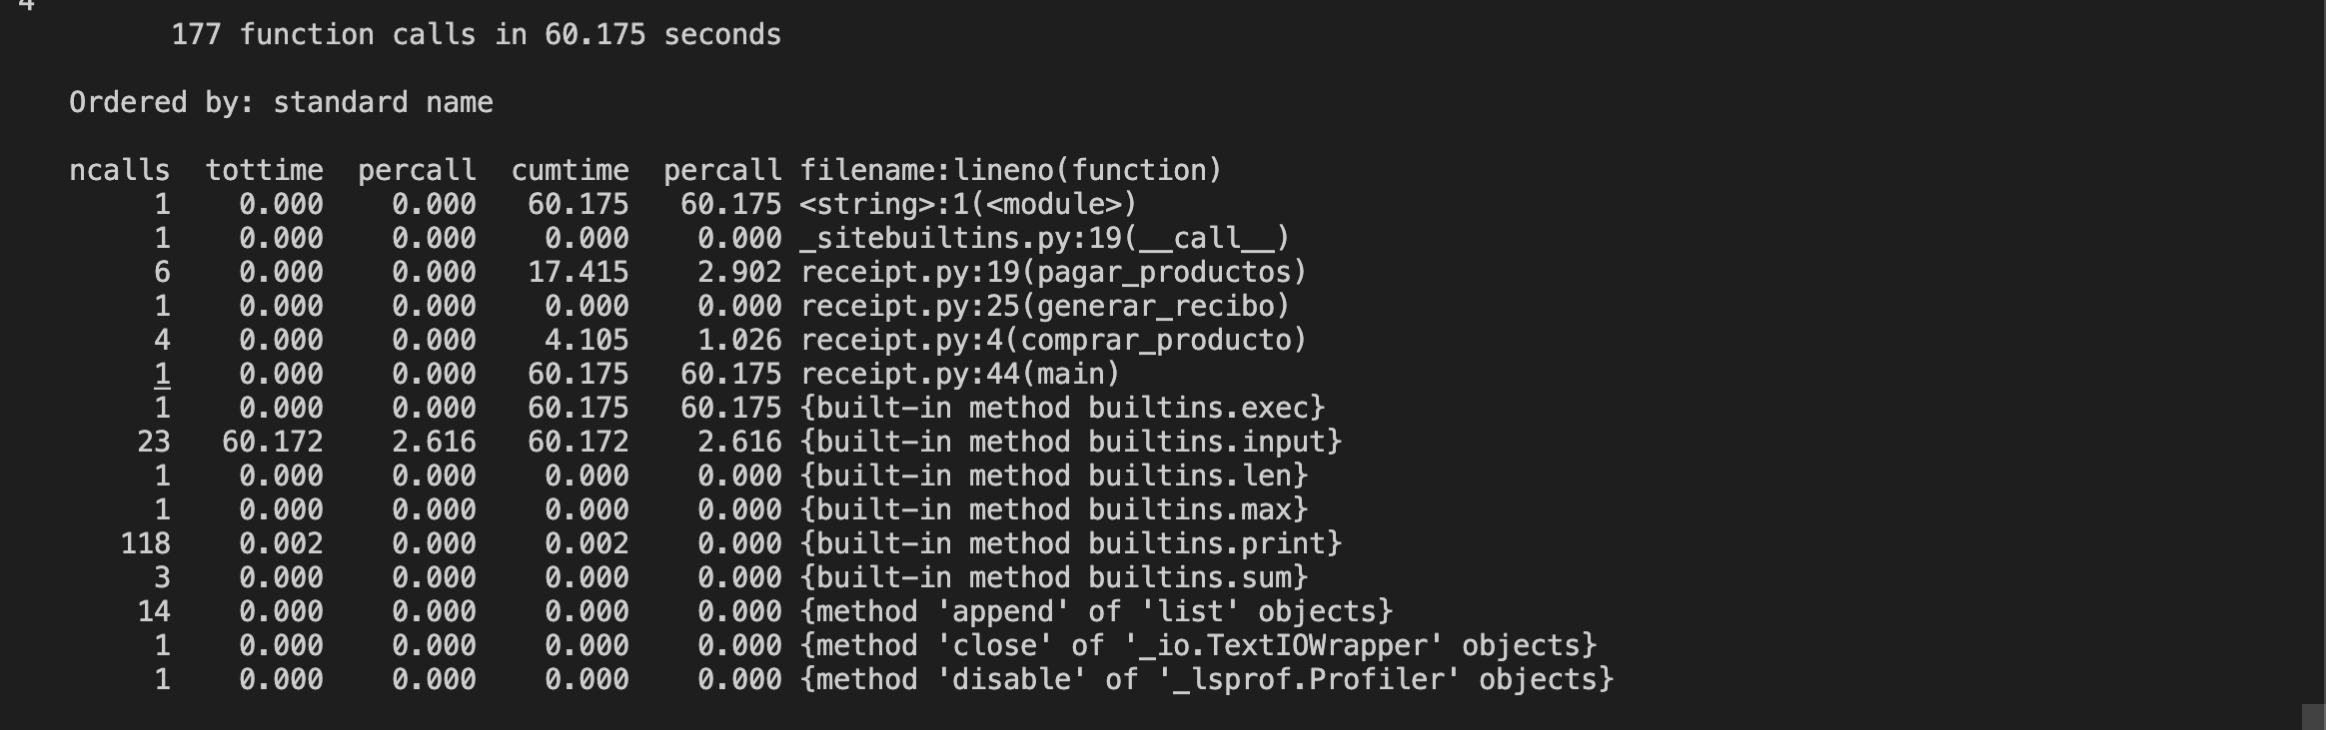 4
177 function calls in 60.175 seconds
Ordered by: standard name
ncalls tottime percall cumtime percall filename:lineno(function)
1 0.000 0.000 60.175 60.175 <string>:1(<module>)
1 0.000 0.000 0.000 0.000 _sitebuiltins.py:19(__call__)
6 0.000 0.000 17.415 2.902 receipt.py:19(pagar_productos)
1 0.000 0.000 0.000 0.000 receipt.py:25(generar_recibo)
4 0.000 0.000 4.105 1.026 receipt.py:4(comprar_producto)
1 0.000 0.000 60.175 60.175 receipt.py:44(main)
1 0.000 0.000 60.175 60.175 {built-in method builtins.exec}
23 60.172 2.616 60.172 2.616 {built-in method builtins.input}
1 0.000 0.000 0.000 0.000 {built-in method builtins.len}
1 0.000 0.000 0.000 0.000 {built-in method builtins.max}
118 0.002 0.000 0.002 0.000 {built-in method builtins.print}
3 0.000 0.000 0.000 0.000 {built-in method builtins.sum}
14 0.000 0.000 0.000 0.000 {method 'append' of 'list' objects}
1 0.000 0.000 0.000 0.000 {method 'close' of '_io.TextIOWrapper' objects}
1 0.000 0.000 0.000 0.000 {method 'disable' of '_lsprof.Profiler' objects}